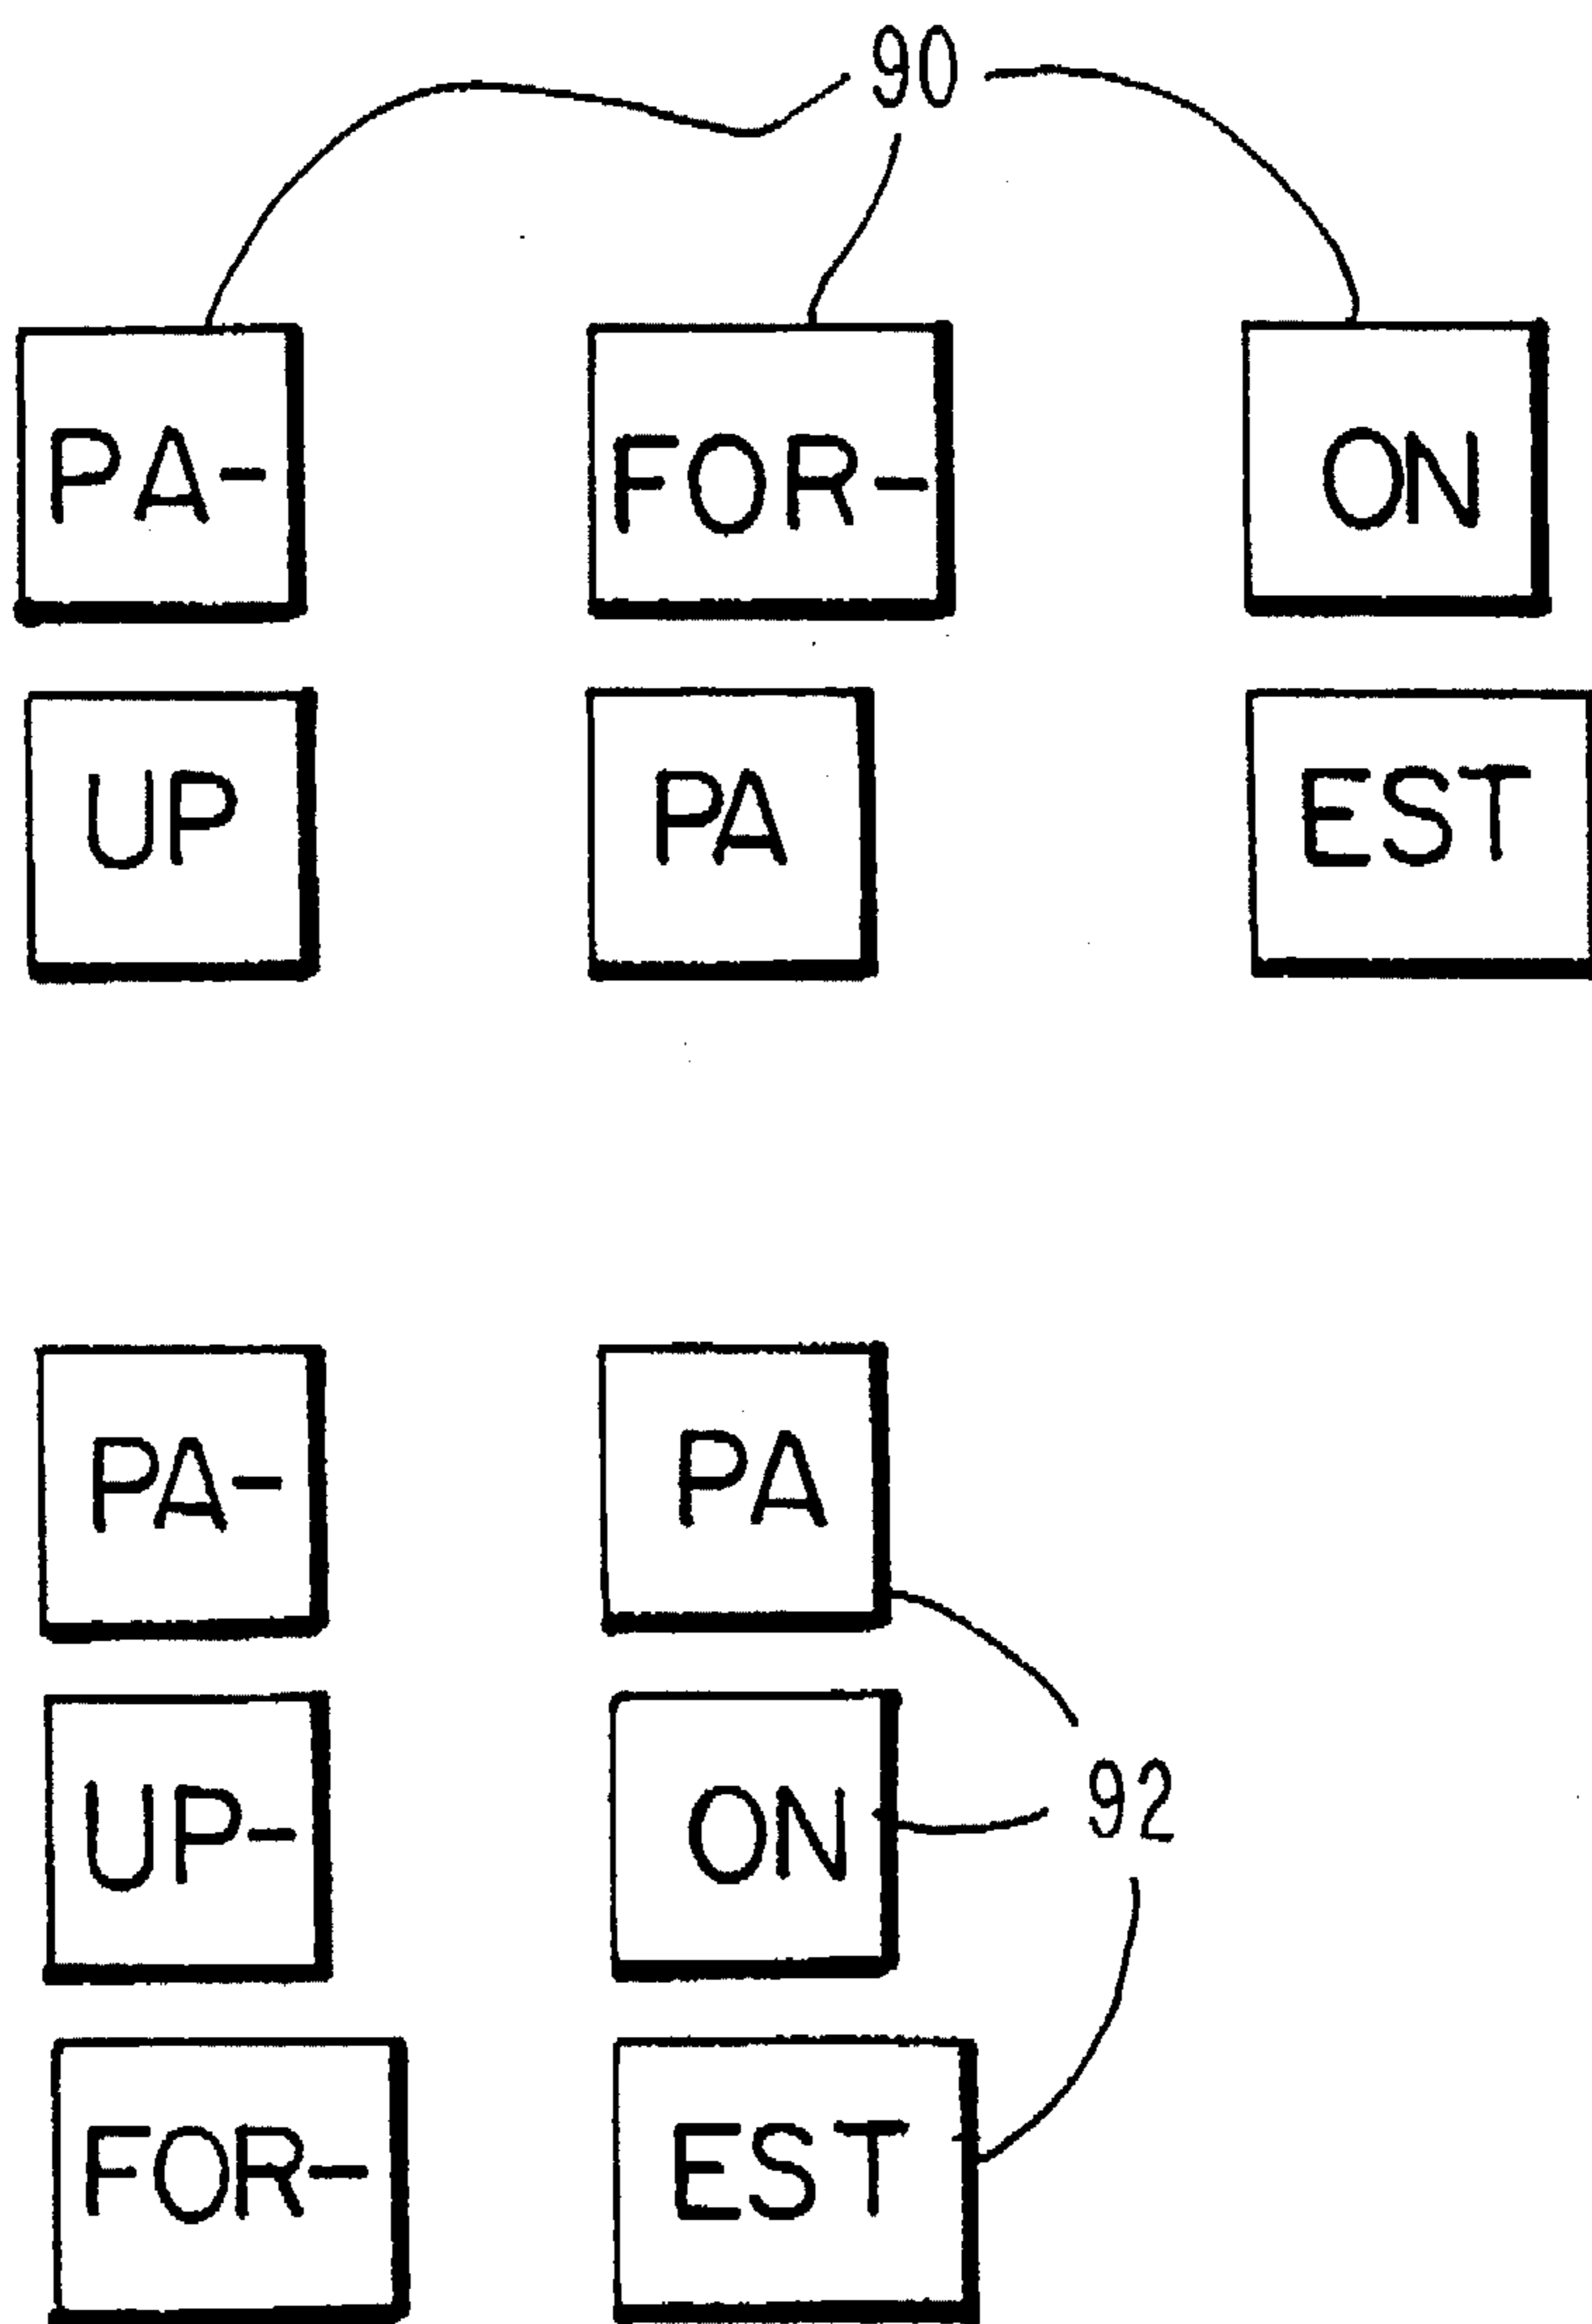 90
PA- FOR- ON
UP PA EST
PA- PA
UP- ON
92
FOR- EST